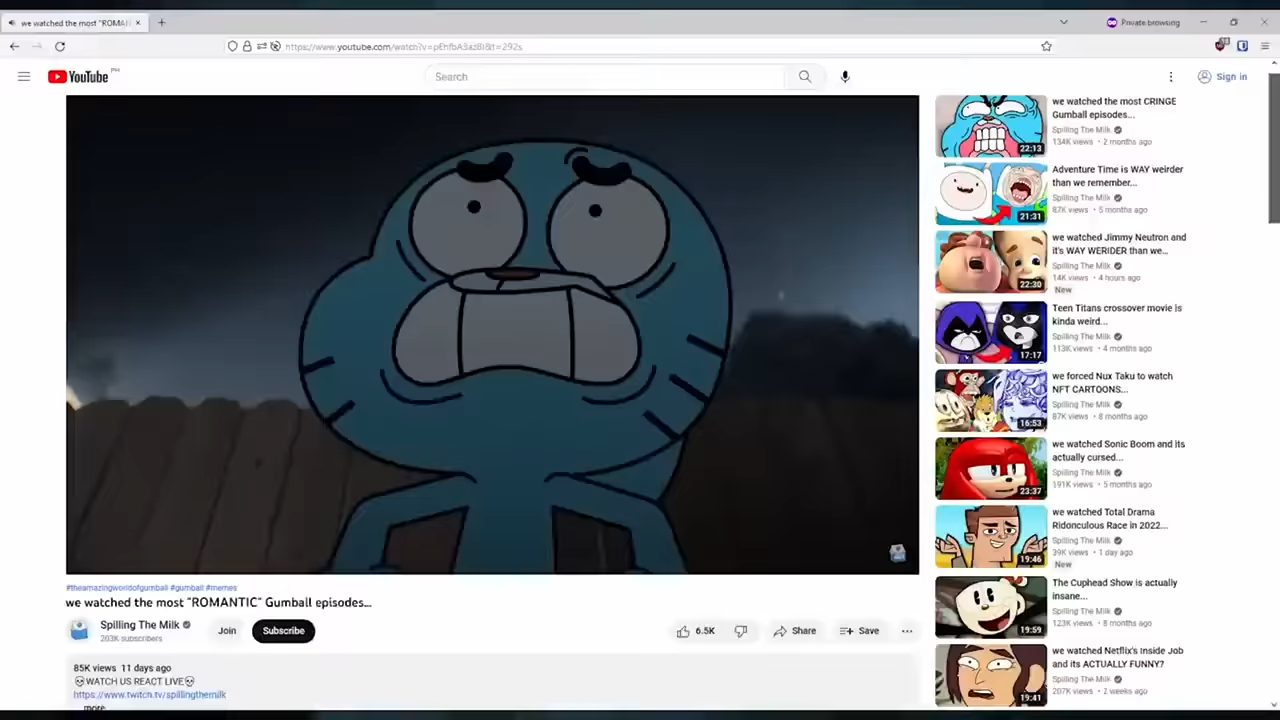 we watched the most "ROMAN
Private browsing
https://www.youtube.com/watch?v=pEhfbA3azBI&t=292s
YouTube PH
Search
Sign in
#theamazingworldofgumball #gumball #memes
we watched the most "ROMANTIC" Gumball episodes...
Spilling The Milk
203K subscribers
Join
Subscribe
6.5K
Share
Save
85K views 11 days ago
💀WATCH US REACT LIVE💀
https://www.twitch.tv/spillingthemilk
more
we watched the most CRINGE
Gumball episodes...
Spilling The Milk
134K views • 2 months ago
22:13
Adventure Time is WAY weirder
than we remember...
Spilling The Milk
87K views • 5 months ago
21:31
we watched Jimmy Neutron and
it's WAY WERIDER than we...
Spilling The Milk
14K views • 4 hours ago
New
22:30
Teen Titans crossover movie is
kinda weird...
Spilling The Milk
113K views • 4 months ago
17:17
we forced Nux Taku to watch
NFT CARTOONS...
Spilling The Milk
87K views • 8 months ago
16:53
we watched Sonic Boom and its
actually cursed...
Spilling The Milk
191K views • 5 months ago
23:37
we watched Total Drama
Ridonculous Race in 2022...
Spilling The Milk
39K views • 1 day ago
New
19:46
The Cuphead Show is actually
insane...
Spilling The Milk
123K views • 8 months ago
19:59
we watched Netflix's Inside Job
and its ACTUALLY FUNNY?
Spilling The Milk
207K views • 2 weeks ago
19:41